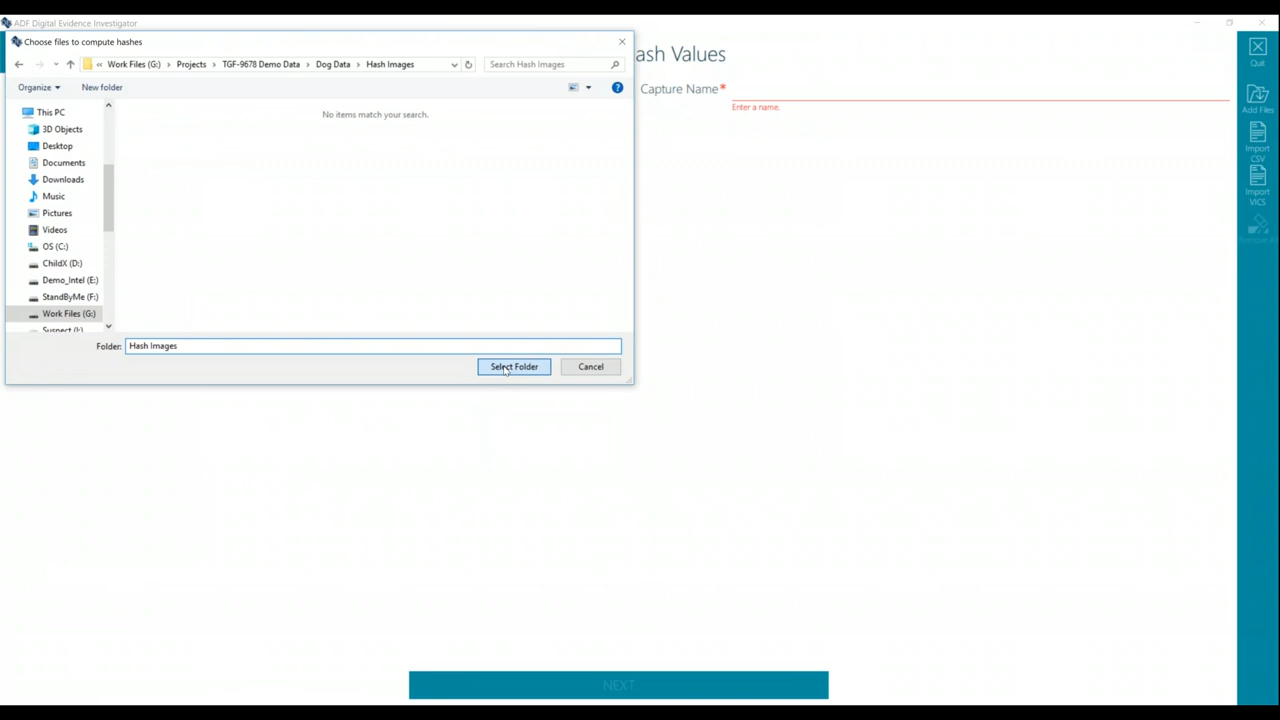 ADF Digital Evidence Investigator
Choose files to compute hashes
« Work Files (G:) > Projects > TGF-9678 Demo Data > Dog Data > Hash Images
Search Hash Images
Organize
New folder
This PC
3D Objects
Desktop
Documents
Downloads
Music
Pictures
Videos
OS (C:)
ChildX (D:)
Demo_Intel (E:)
StandByMe (F:)
Work Files (G:)
Suspect (I:)
No items match your search.
Folder: Hash Images
Select Folder
Cancel
ash Values
Capture Name*
Enter a name.
NEXT
Quit
Add Files
Import
CSV
Import
VICS